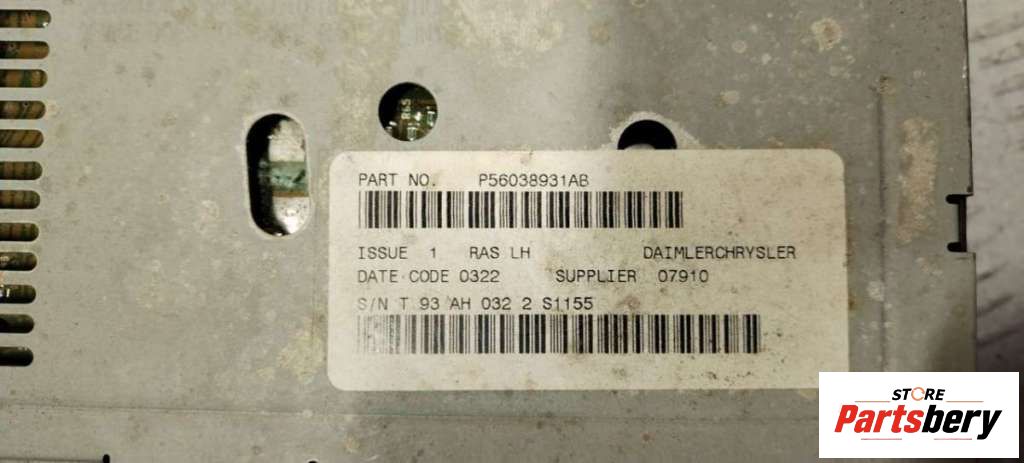 PART NO. P56038931AB
ISSUE 1 RAS LH DAIMLERCHRYSLER
DATE CODE 0322 SUPPLIER 07910
S/N T 93 AH 032 2 S1155
STORE
Partsbery